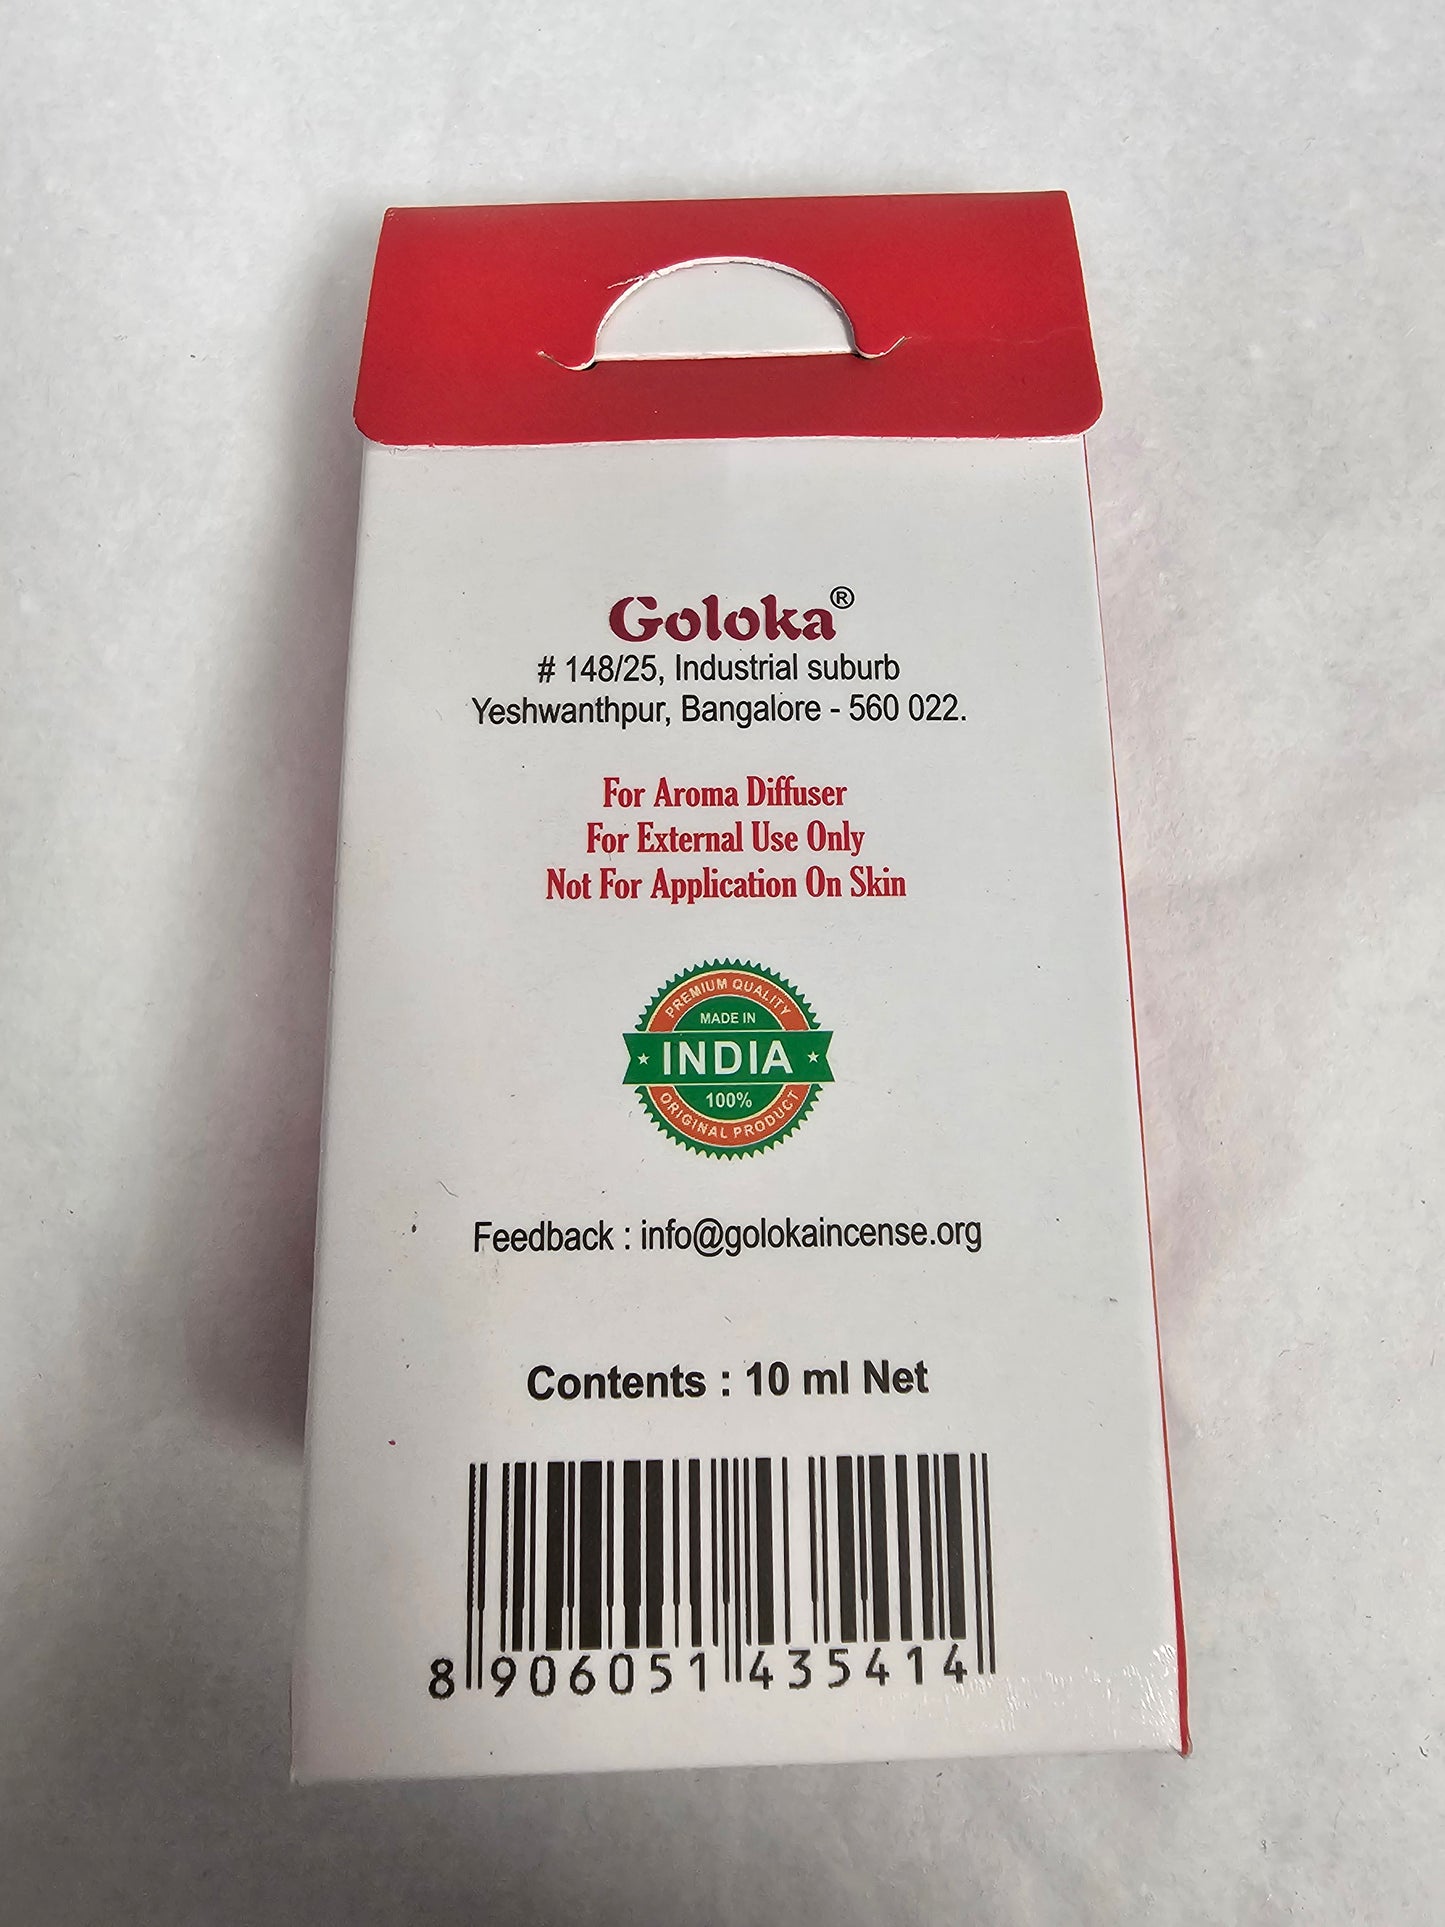 Goloka®
# 148/25, Industrial suburb
Yeshwanthpur, Bangalore - 560 022.
For Aroma Diffuser
For External Use Only
Not For Application On Skin
PREMIUM QUALITY
MADE IN
INDIA
100%
ORIGINAL PRODUCT
Feedback : info@golokaincense.org
Contents : 10 ml Net
8 906051 435414